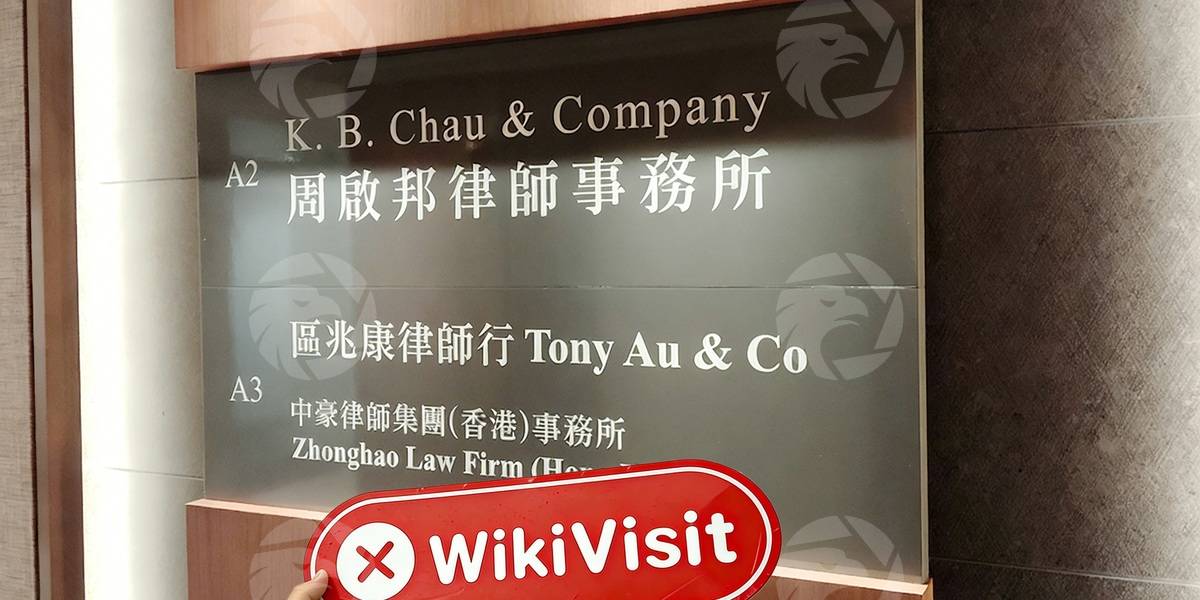 K. B. Chau & Company
A2
周啟邦律師事務所
區兆康律師行 Tony Au & Co
A3
中豪律師集團(香港)事務所
Zhonghao Law Firm
WikiVisit